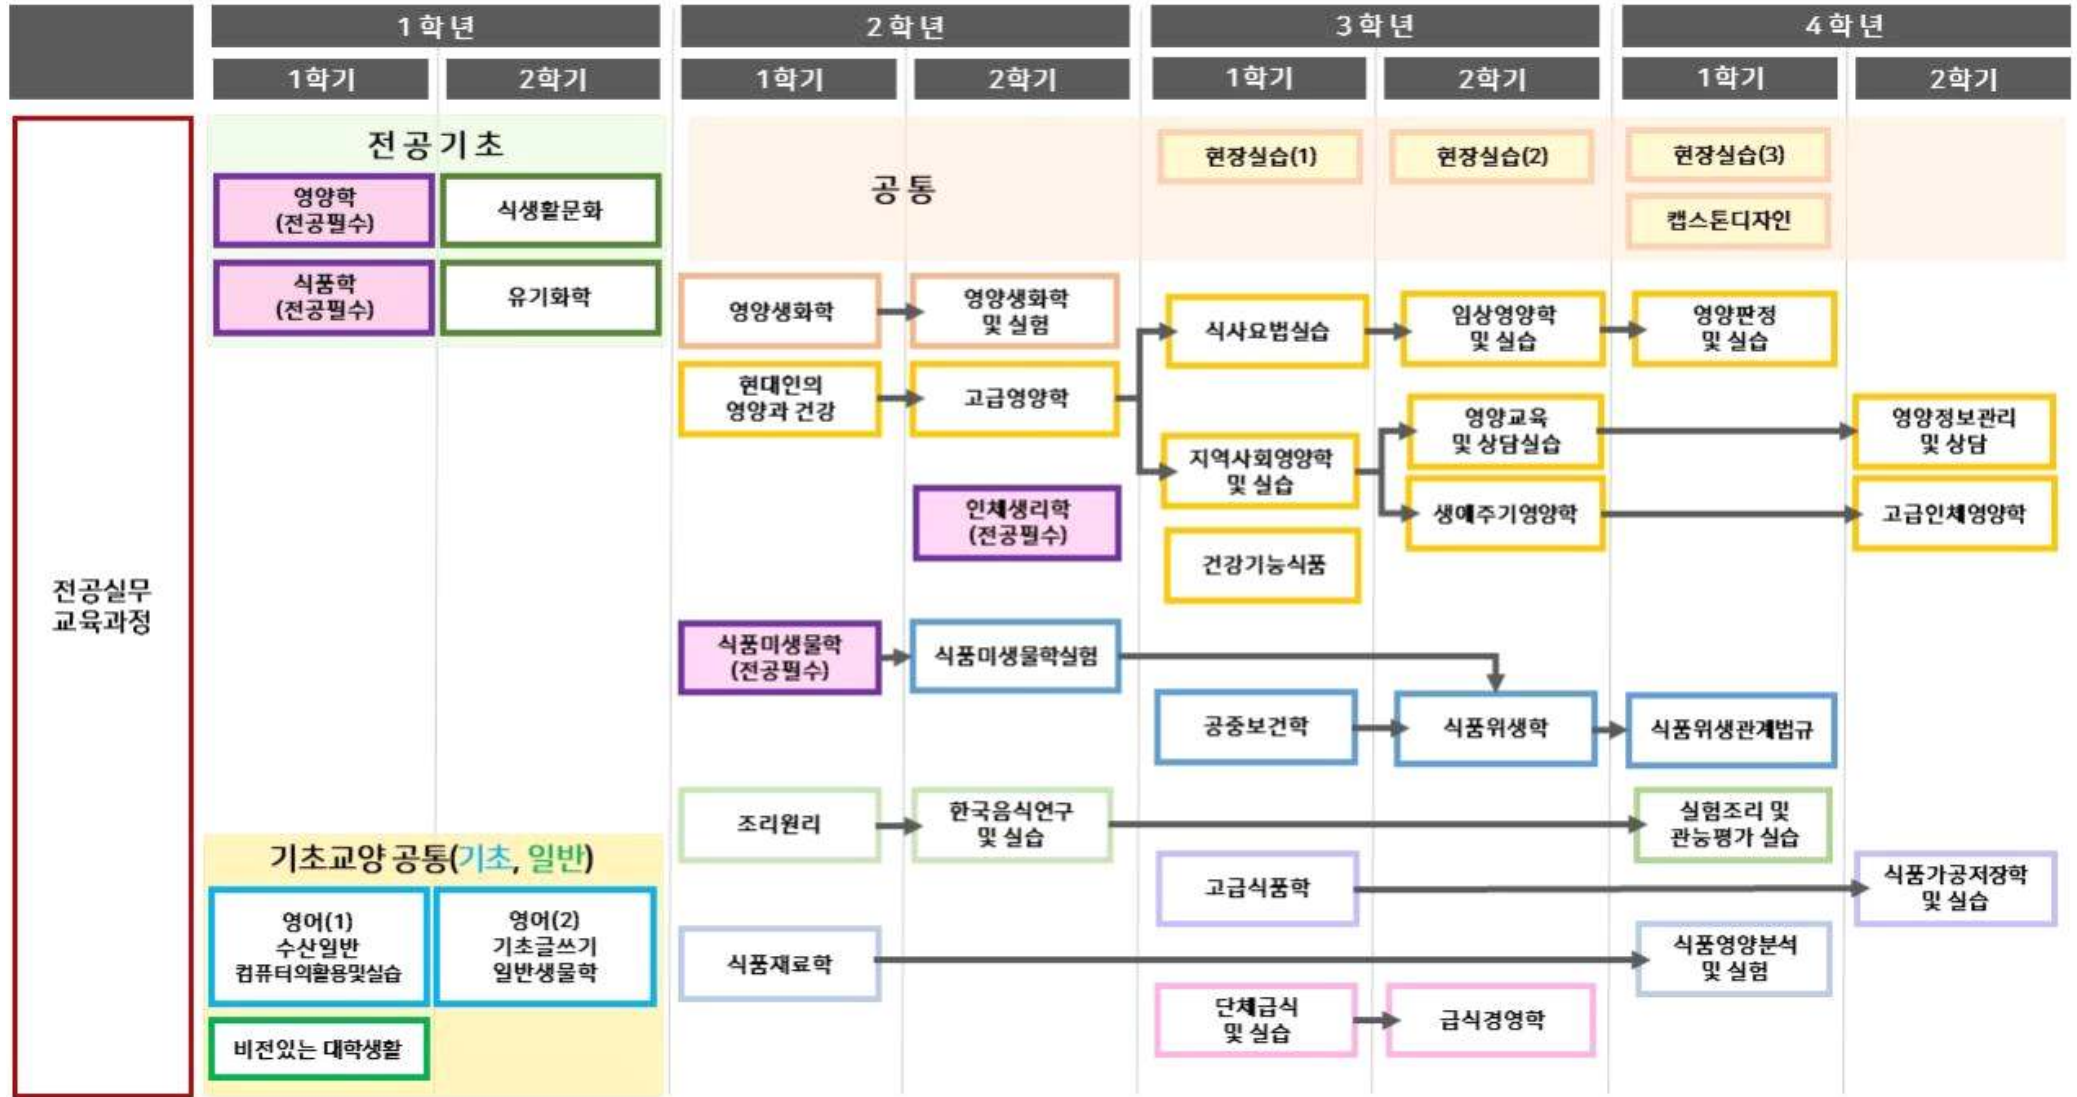 1학년
2학년
3학년
4학년
1학기
2학기
1학기
2학기
1학기
2학기
1학기
2학기
전공실무
교육과정
전공기초
영양학
(전공필수)
식생활문화
식품학
(전공필수)
유기화학
공통
현장실습(1)
현장실습(2)
현장실습(3)
캡스톤디자인
영양생화학
영양생화학
및 실험
식사요법실습
임상영양학
및 실습
영양판정
및 실습
현대인의
영양과 건강
고급영양학
지역사회영양학
및 실습
영양교육
및 상담실습
영양정보관리
및 상담
인체생리학
(전공필수)
생애주기영양학
고급인체영양학
건강기능식품
식품미생물학
(전공필수)
식품미생물학실험
공중보건학
식품위생학
식품위생관계법규
조리원리
한국음식연구
및 실습
실험조리 및
관능평가 실습
고급식품학
식품가공저장학
및 실습
식품재료학
식품영양분석
및 실험
단체급식
및 실습
급식경영학
기초교양 공통(기초, 일반)
영어(1)
수산일반
컴퓨터의활용및실습
영어(2)
기초글쓰기
일반생물학
비전있는 대학생활